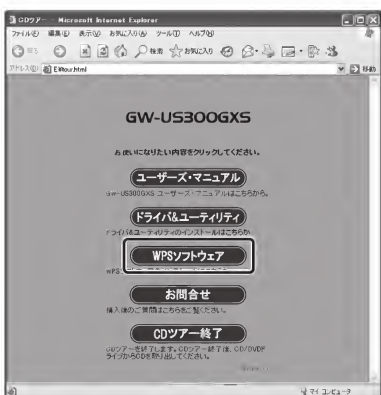 GDツアー - Microsoft Internet Explorer
ファイル(F) 編集(E) 表示(V) お気に入り(A) ツール(T) ヘルプ(H)
戻る 検索 お気に入り
アドレス(D) E:¥tour.html 移動
GW-US300GXS
お使いになりたい内容をクリックしてください。
ユーザーズ・マニュアル
GW-US300GXS ユーザーズ・マニュアルはこちらから。
ドライバ&ユーティリティ
ドライバ&ユーティリティのインストールはこちらか
WPSソフトウェア
お問合せ
購入後のご質問はこちらをご覧ください。
CDツアー終了
CDツアーを終了します。CDツアー終了後、CD/DVDド
ライブからCDを取り出してください。
マイ コンピュータ